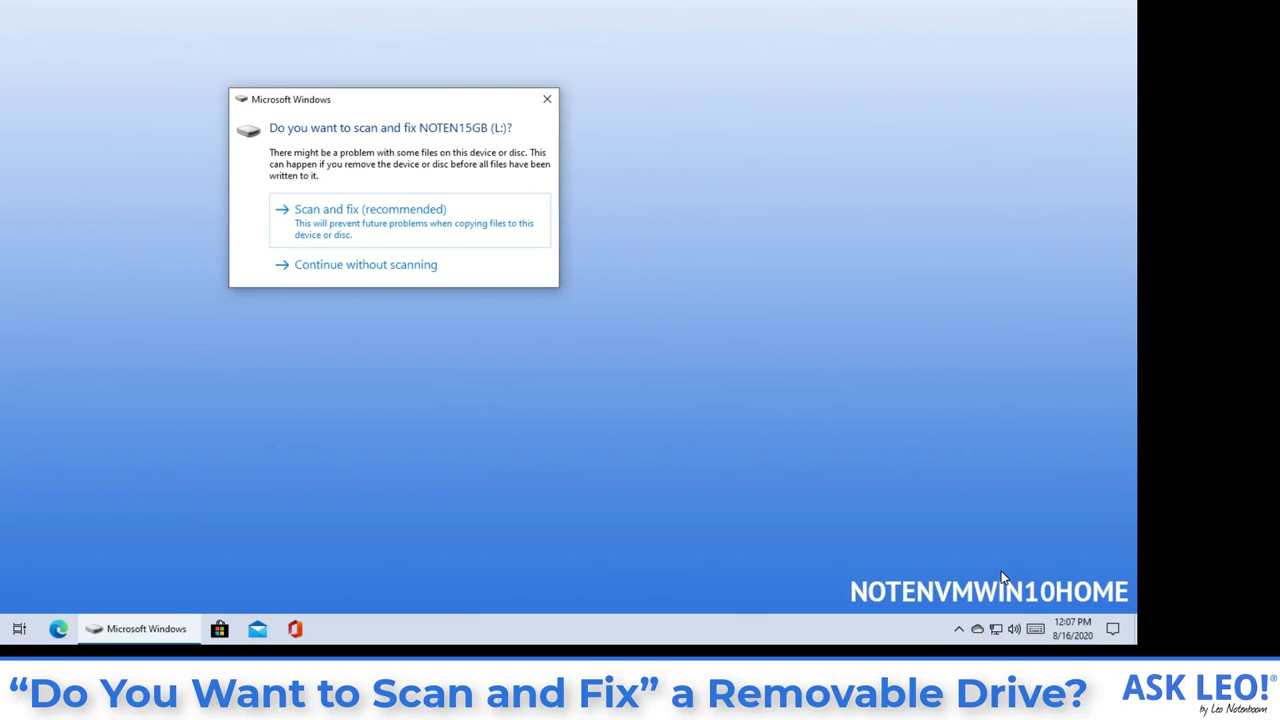 Microsoft Windows
Do you want to scan and fix NOTEN15GB (L:)?
There might be a problem with some files on this device or disc. This
can happen if you remove the device or disc before all files have been
written to it.
Scan and fix (recommended)
This will prevent future problems when copying files to this
device or disc.
Continue without scanning
NOTENVMWIN10HOME
Microsoft Windows
12:07 PM
8/16/2020
“Do You Want to Scan and Fix” a Removable Drive?
ASK LEO!®
by Leo Notenboom